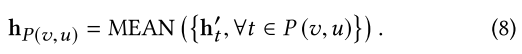 h_{P(v,u)} = MEAN ({h′_t, ∀t ∈ P (v, u)}) . (8)